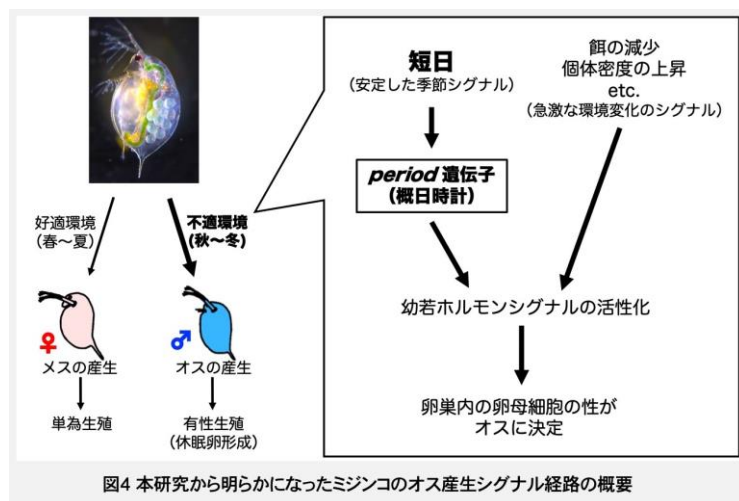 好適環境
(春〜夏)
不適環境
(秋〜冬)
♀
メスの産生
単為生殖
♂
オスの産生
有性生殖
(休眠卵形成)
短日
(安定した季節シグナル)
period 遺伝子
(概日時計)
餌の減少
個体密度の上昇
etc.
(急激な環境変化のシグナル)
幼若ホルモンシグナルの活性化
卵巣内の卵母細胞の性が
オスに決定
図4 本研究から明らかになったミジンコのオス産生シグナル経路の概要